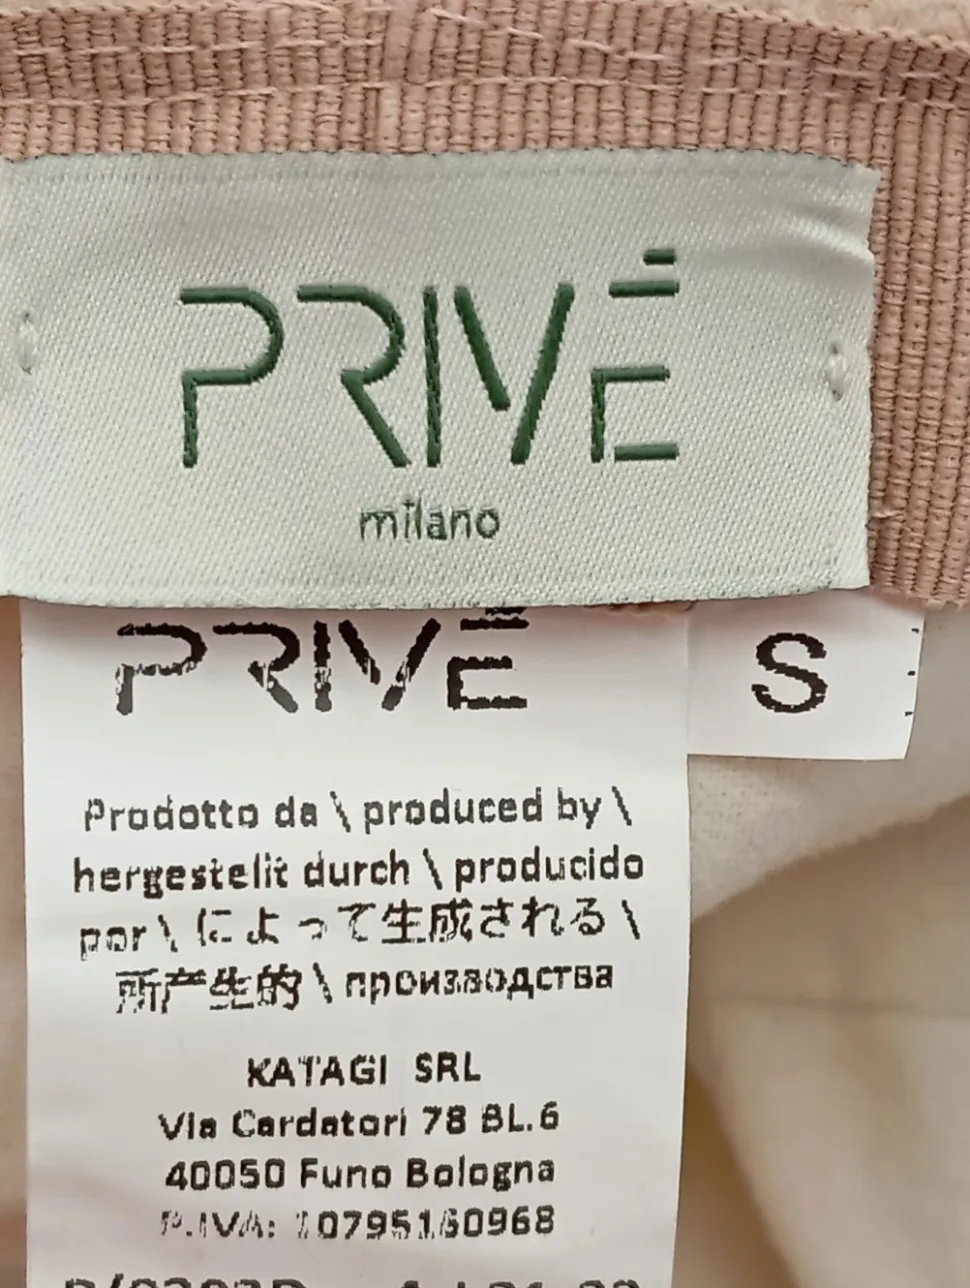 PRIVÉ
milano
PRIVÉ
S
Prodotto da \ produced by \
hergestellt durch \ producido
por \ によって生成される \
所产生的 \ производства
KATAGI SRL
Via Cardatori 78 BL.6
40050 Funo Bologna
P.IVA: